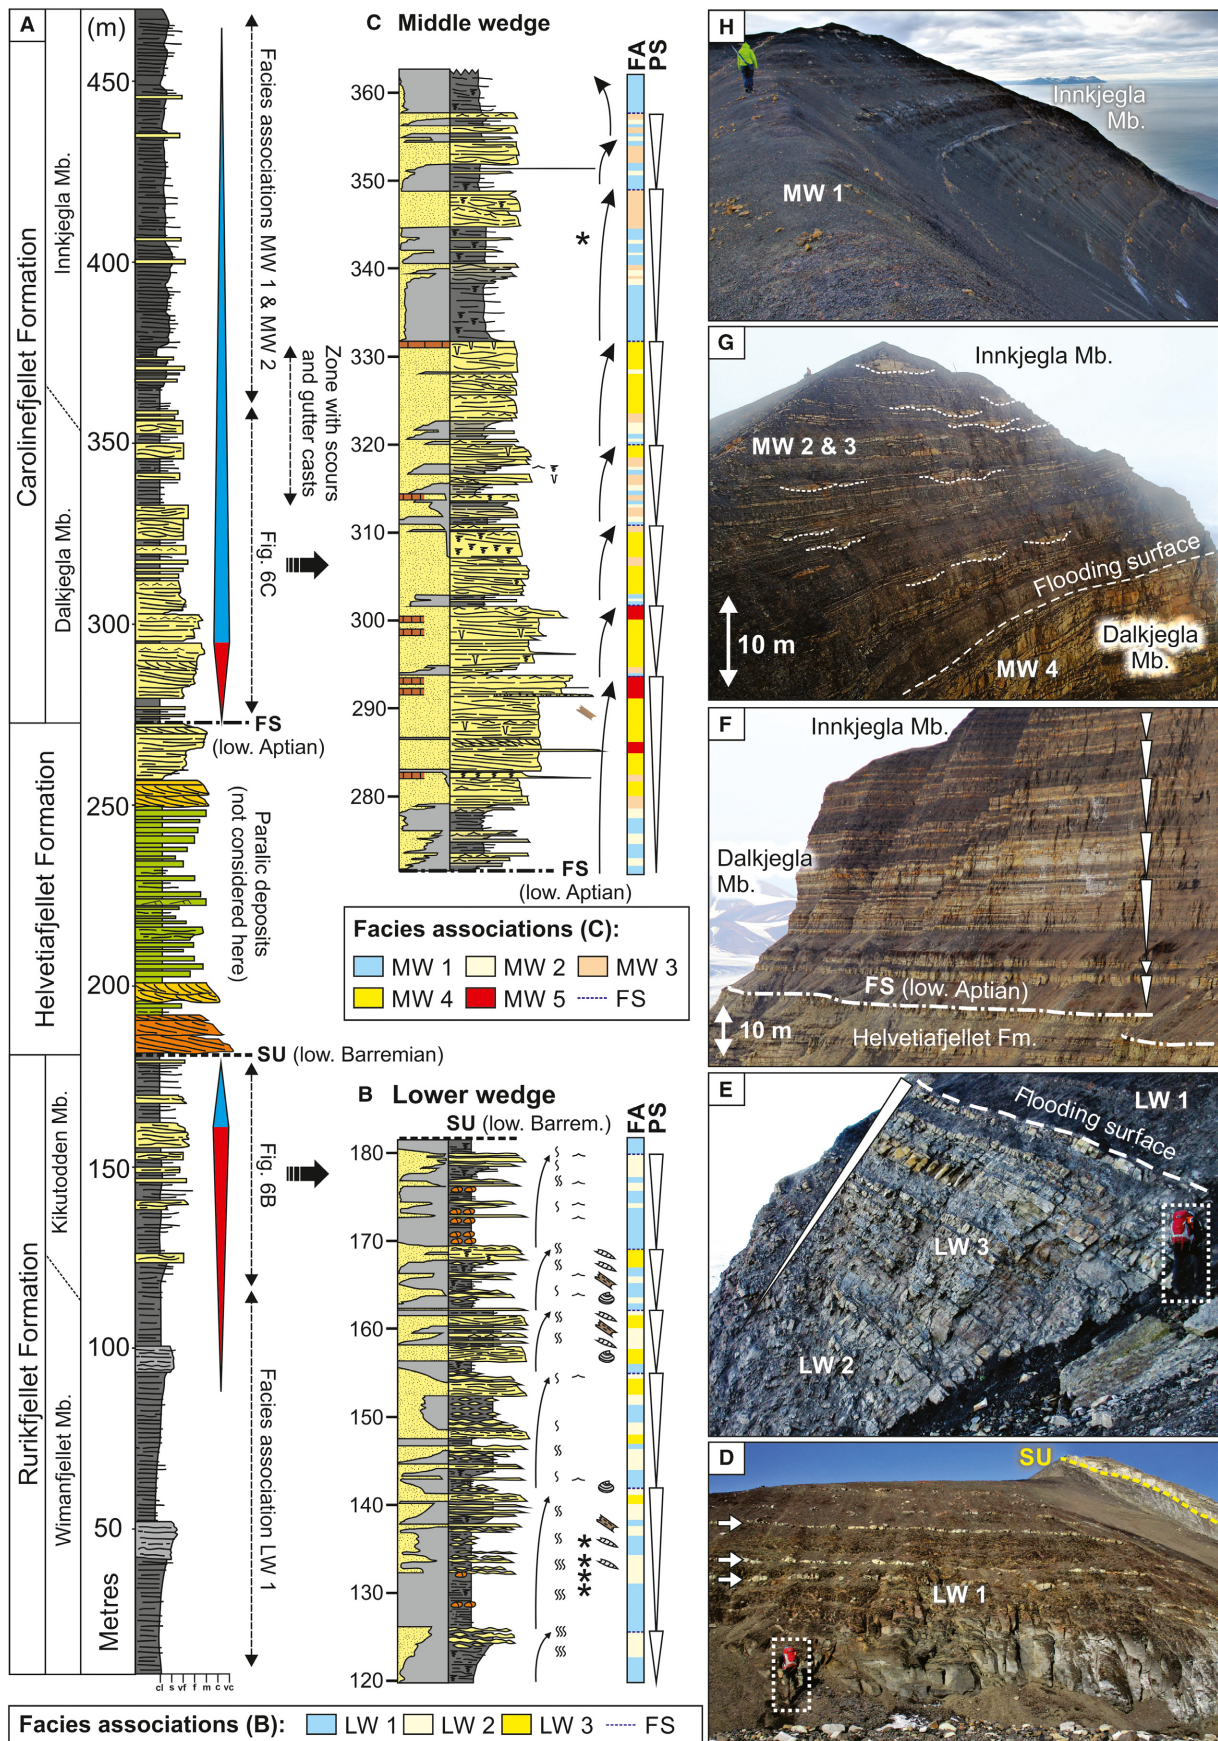 A
(m)
450
400
350
300
250
200
150
100
50
Metres
cl s vf f m c vc
Carolinefjellet Formation
Innkjegla Mb.
Dalkjegla Mb.
Helvetiafjellet Formation
Rurikfjellet Formation
Kikutodden Mb.
Wimanfjellet Mb.
Facies associations MW 1 & MW 2
Zone with scours
and gutter casts
Fig. 6C
FS
(low. Aptian)
Paralic deposits
(not considered here)
SU (low. Barremian)
Fig. 6B
Facies association LW 1
C Middle wedge
FA
PS
360
350
340
330
320
310
300
290
280
*
FS
(low. Aptian)
Facies associations (C):
MW 1 MW 2 MW 3
MW 4 MW 5 FS
B Lower wedge
SU (low. Barrem.)
FA
PS
180
170
160
150
140
130
120
*
*
*
*
Facies associations (B): LW 1 LW 2 LW 3 FS
H
Innkjegla
Mb.
MW 1
G
Innkjegla Mb.
MW 2 & 3
Flooding surface
10 m
Dalkjegla
Mb.
MW 4
F
Innkjegla Mb.
Dalkjegla
Mb.
FS (low. Aptian)
10 m
Helvetiafjellet Fm.
E
LW 1
Flooding surface
LW 3
LW 2
D
SU
LW 1